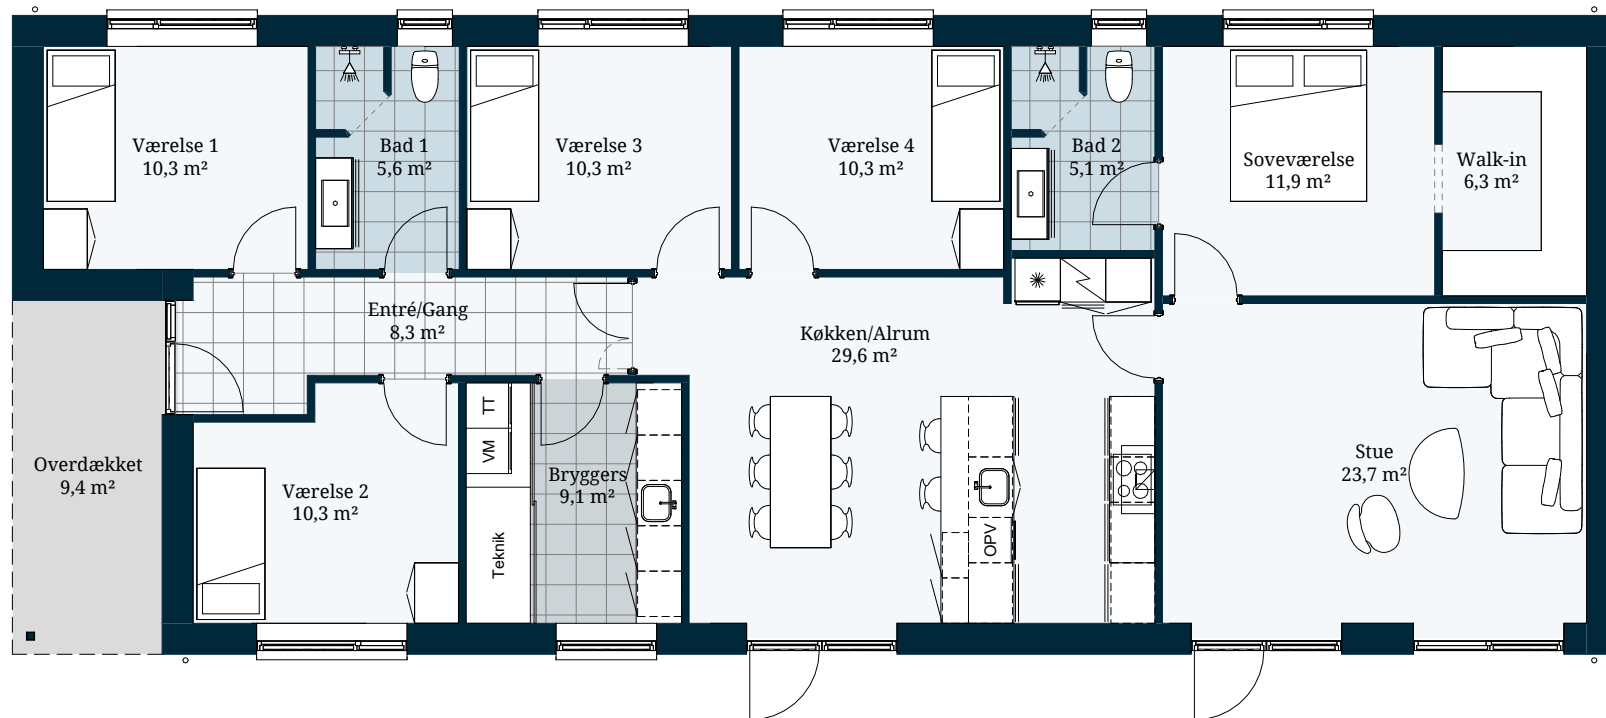 Værelse 1
10,3 m²
Bad 1
5,6 m²
Værelse 3
10,3 m²
Værelse 4
10,3 m²
Bad 2
5,1 m²
Soveværelse
11,9 m²
Walk-in
6,3 m²
Entré/Gang
8,3 m²
Køkken/Alrum
29,6 m²
Overdækket
9,4 m²
Værelse 2
10,3 m²
TT
VM
Teknik
Bryggers
9,1 m²
OPV
Stue
23,7 m²